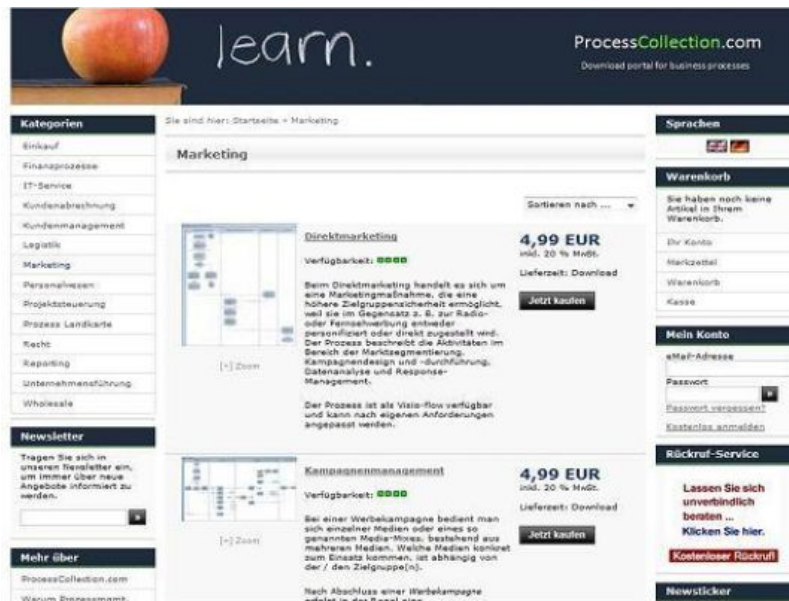 learn.
ProcessCollection.com
Download portal for business processes
Kategorien
Einkauf
Finanzprozesse
IT-Service
Kundenabrechnung
Kundenmanagement
Logistik
Marketing
Personalwesen
Projektsteuerung
Prozess Landkarte
Recht
Reporting
Unternehmensführung
Wholesale
Newsletter
Tragen Sie sich in
unseren Newsletter ein,
um immer über neue
Angebote informiert zu
werden.
Mehr über
ProcessCollection.com
Warum Prozessmgmt.
Sie sind hier: Startseite » Marketing
Marketing
Sortieren nach ...
Direktmarketing
Verfügbarkeit:
Beim Direktmarketing handelt es sich um
eine Marketingmaßnahme, die eine
höhere Zielgruppensicherheit ermöglicht,
weil sie im Gegensatz z. B. zur Radio-
oder Fernsehwerbung entweder
personifiziert oder direkt zugestellt wird.
Der Prozess beschreibt die Aktivitäten im
Bereich der Marktsegmentierung,
Kampagnendesign und -durchführung,
Datenanalyse und Response-
Management.
Der Prozess ist als Visio-flow verfügbar
und kann nach eigenen Anforderungen
angepasst werden.
[+] Zoom
4,99 EUR
inkl. 20 % MwSt.
Lieferzeit: Download
Jetzt kaufen
Kampagnenmanagement
Verfügbarkeit:
Bei einer Werbekampagne bedient man
sich einzelner Medien oder eines so
genannten Media-Mixes, bestehend aus
mehreren Medien. Welche Medien konkret
zum Einsatz kommen, ist abhängig von
der / den Zielgruppe(n).
Nach Abschluss einer Werbekampagne
erfolgt in der Regel eine
[+] Zoom
4,99 EUR
inkl. 20 % MwSt.
Lieferzeit: Download
Jetzt kaufen
Sprachen
Warenkorb
Sie haben noch keine
Artikel in Ihrem
Warenkorb.
Ihr Konto
Merkzettel
Warenkorb
Kasse
Mein Konto
eMail-Adresse
Passwort
Passwort vergessen?
Kostenlos anmelden
Rückruf-Service
Lassen Sie sich
unverbindlich
beraten ...
Klicken Sie hier.
Kostenloser Rückruf!
Newsticker